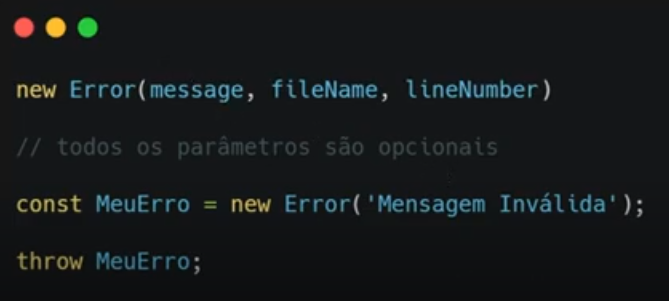 new Error(message, fileName, lineNumber)
// todos os parâmetros são opcionais
const MeuErro = new Error('Mensagem Inválida');
throw MeuErro;